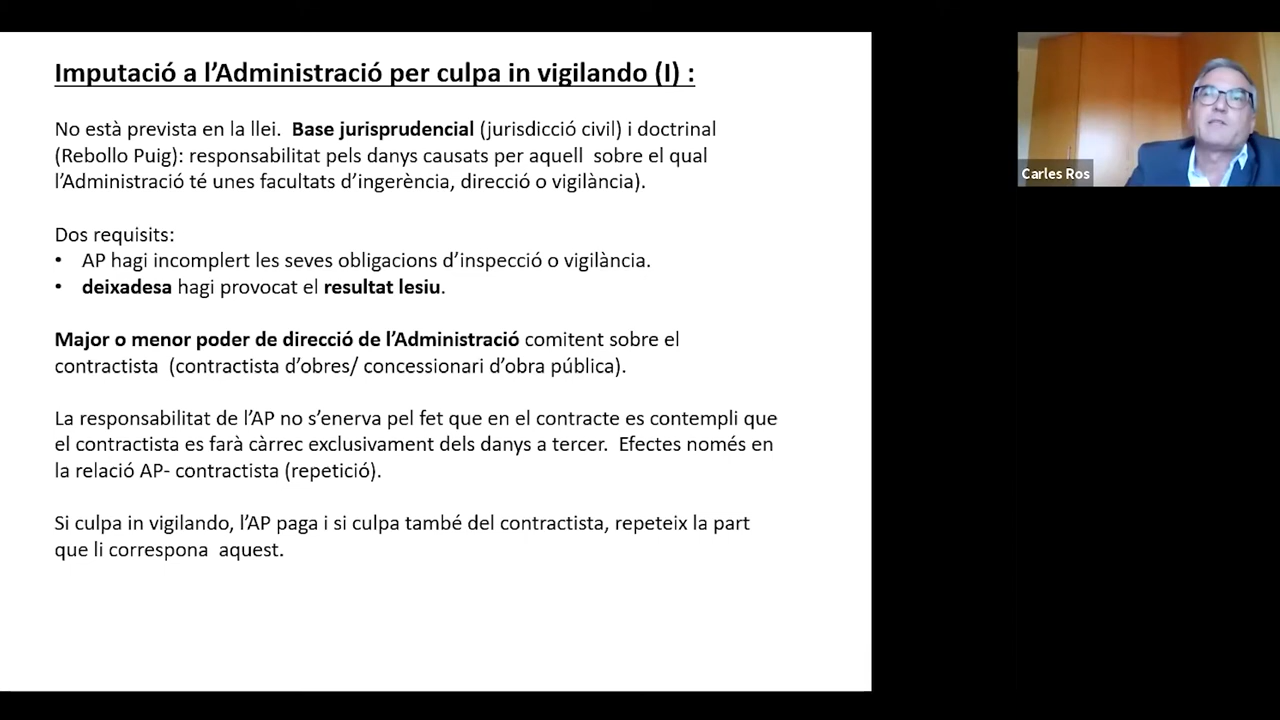 Imputació a l’Administració per culpa in vigilando (I) :
No està prevista en la llei.  Base jurisprudencial (jurisdicció civil) i doctrinal
(Rebollo Puig): responsabilitat pels danys causats per aquell  sobre el qual
l’Administració té unes facultats d’ingerència, direcció o vigilància).
Dos requisits:
• AP hagi incomplert les seves obligacions d’inspecció o vigilància.
• deixadesa hagi provocat el resultat lesiu.
Major o menor poder de direcció de l’Administració comitent sobre el
contractista  (contractista d’obres/ concessionari d’obra pública).
La responsabilitat de l’AP no s’enerva pel fet que en el contracte es contempli que
el contractista es farà càrrec exclusivament dels danys a tercer.  Efectes només en
la relació AP- contractista (repetició).
Si culpa in vigilando, l’AP paga i si culpa també del contractista, repeteix la part
que li correspona  aquest.
Carles Ros